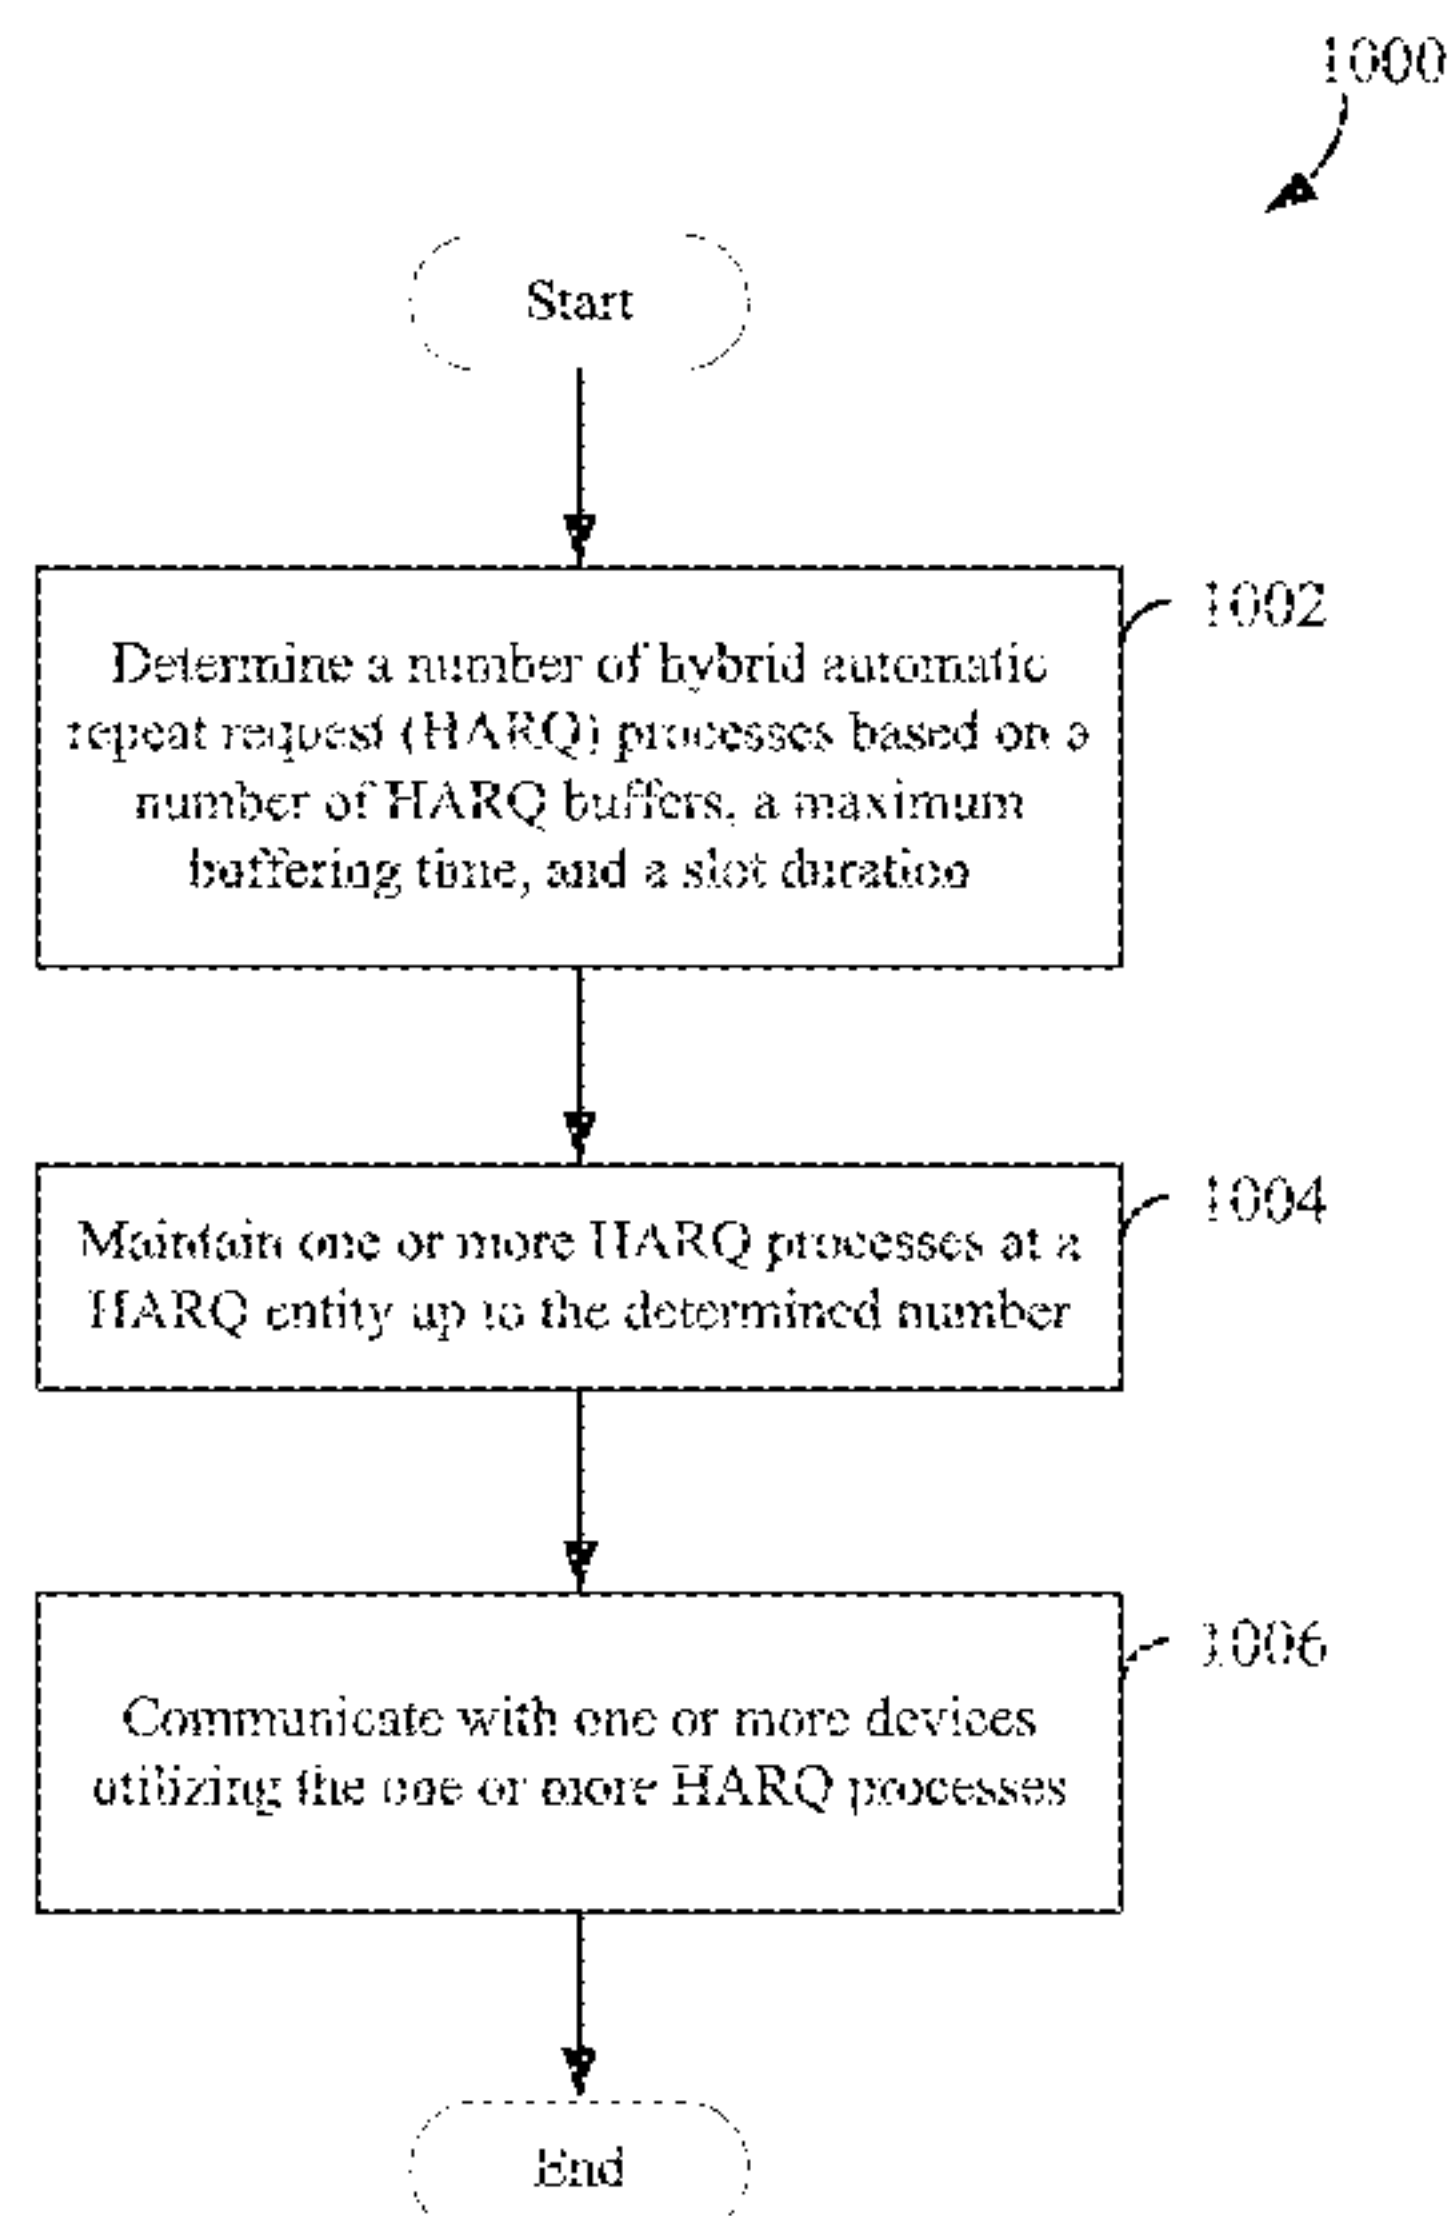 1000
Start
1002
Determine a number of hybrid automatic
repeat request (HARQ) processes based on a
number of HARQ buffers, a maximum
buffering time, and a slot duration
1004
Maintain one or more HARQ processes at a
HARQ entity up to the determined number
1006
Communicate with one or more devices
utilizing the one or more HARQ processes
End